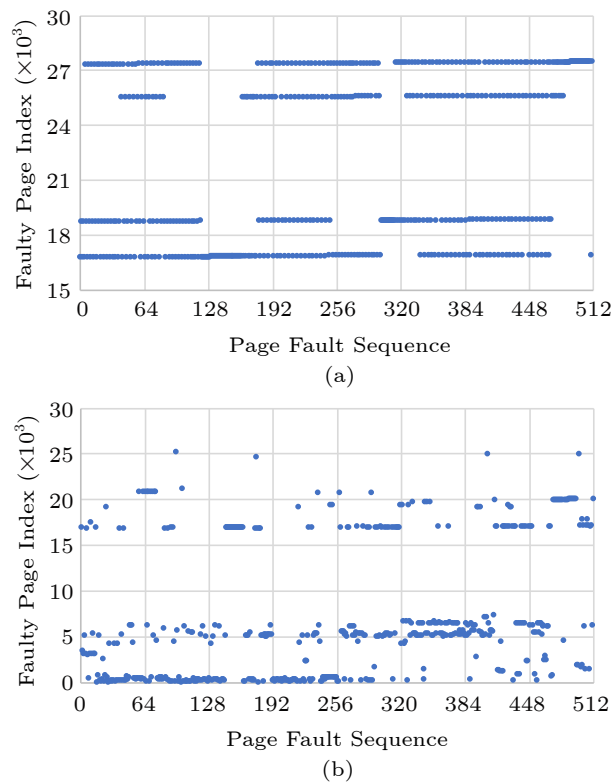 Faulty Page Index (×10³)
30
27
24
21
18
15
0 64 128 192 256 320 384 448 512
Page Fault Sequence
(a)
Faulty Page Index (×10³)
30
25
20
15
10
5
0
0 64 128 192 256 320 384 448 512
Page Fault Sequence
(b)